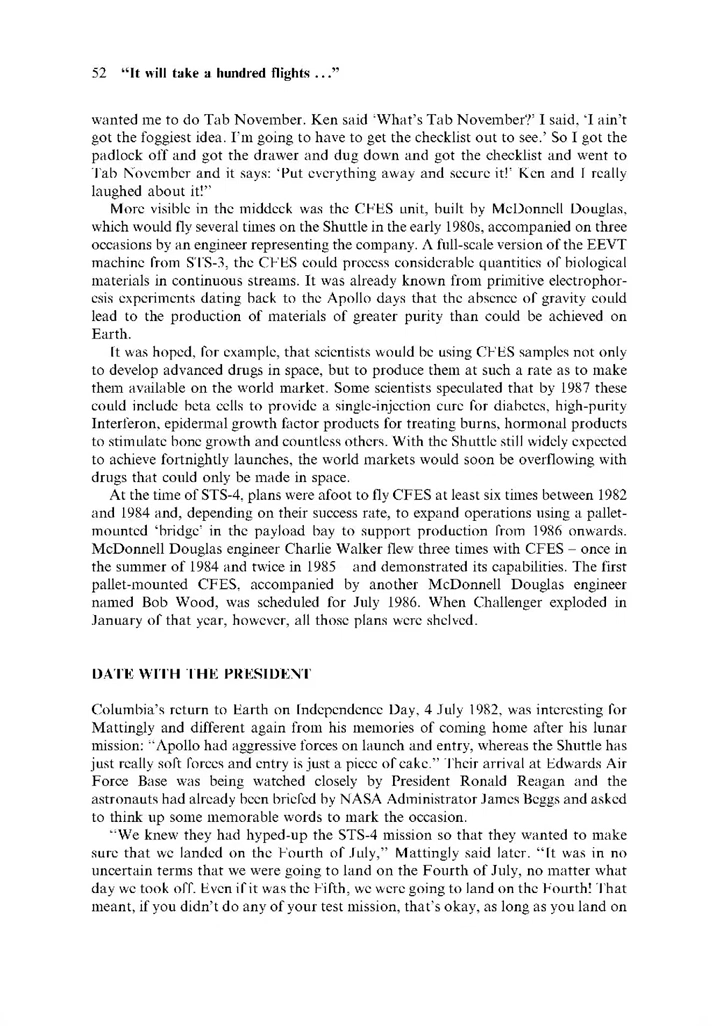 52 “It will take a hundred flights ...”
wanted me to do Tab November. Ken said ‘What’s Tab November?’ I said, ‘I ain’t
got the foggiest idea. I’m going to have to get the checklist out to see.’ So I got the
padlock off and got the drawer and dug down and got the checklist and went to
Tab November and it says: ‘Put everything away and secure it!’ Ken and I really
laughed about it!”
More visible in the middeck was the CFES unit, built by McDonnell Douglas,
which would fly several times on the Shuttle in the early 1980s, accompanied on three
occasions by an engineer representing the company. A full-scale version of the EEVT
machine from STS-3, the CFES could process considerable quantities of biological
materials in continuous streams. It was already known from primitive electrophor-
esis experiments dating back to the Apollo days that the absence of gravity could
lead to the production of materials of greater purity than could be achieved on
Earth.
It was hoped, for example, that scientists would be using CFES samples not only
to develop advanced drugs in space, but to produce them at such a rate as to make
them available on the world market. Some scientists speculated that by 1987 these
could include beta cells to provide a single-injection cure for diabetes, high-purity
Interferon, epidermal growth factor products for treating burns, hormonal products
to stimulate bone growth and countless others. With the Shuttle still widely expected
to achieve fortnightly launches, the world markets would soon be overflowing with
drugs that could only be made in space.
At the time of STS-4, plans were afoot to fly CFES at least six times between 1982
and 1984 and, depending on their success rate, to expand operations using a pallet-
mounted ‘bridge’ in the payload bay to support production from 1986 onwards.
McDonnell Douglas engineer Charlie Walker flew three times with CFES – once in
the summer of 1984 and twice in 1985 – and demonstrated its capabilities. The first
pallet-mounted CFES, accompanied by another McDonnell Douglas engineer
named Bob Wood, was scheduled for July 1986. When Challenger exploded in
January of that year, however, all those plans were shelved.
DATE WITH THE PRESIDENT
Columbia’s return to Earth on Independence Day, 4 July 1982, was interesting for
Mattingly and different again from his memories of coming home after his lunar
mission: “Apollo had aggressive forces on launch and entry, whereas the Shuttle has
just really soft forces and entry is just a piece of cake.” Their arrival at Edwards Air
Force Base was being watched closely by President Ronald Reagan and the
astronauts had already been briefed by NASA Administrator James Beggs and asked
to think up some memorable words to mark the occasion.
“We knew they had hyped-up the STS-4 mission so that they wanted to make
sure that we landed on the Fourth of July,” Mattingly said later. “It was in no
uncertain terms that we were going to land on the Fourth of July, no matter what
day we took off. Even if it was the Fifth, we were going to land on the Fourth! That
meant, if you didn’t do any of your test mission, that’s okay, as long as you land on